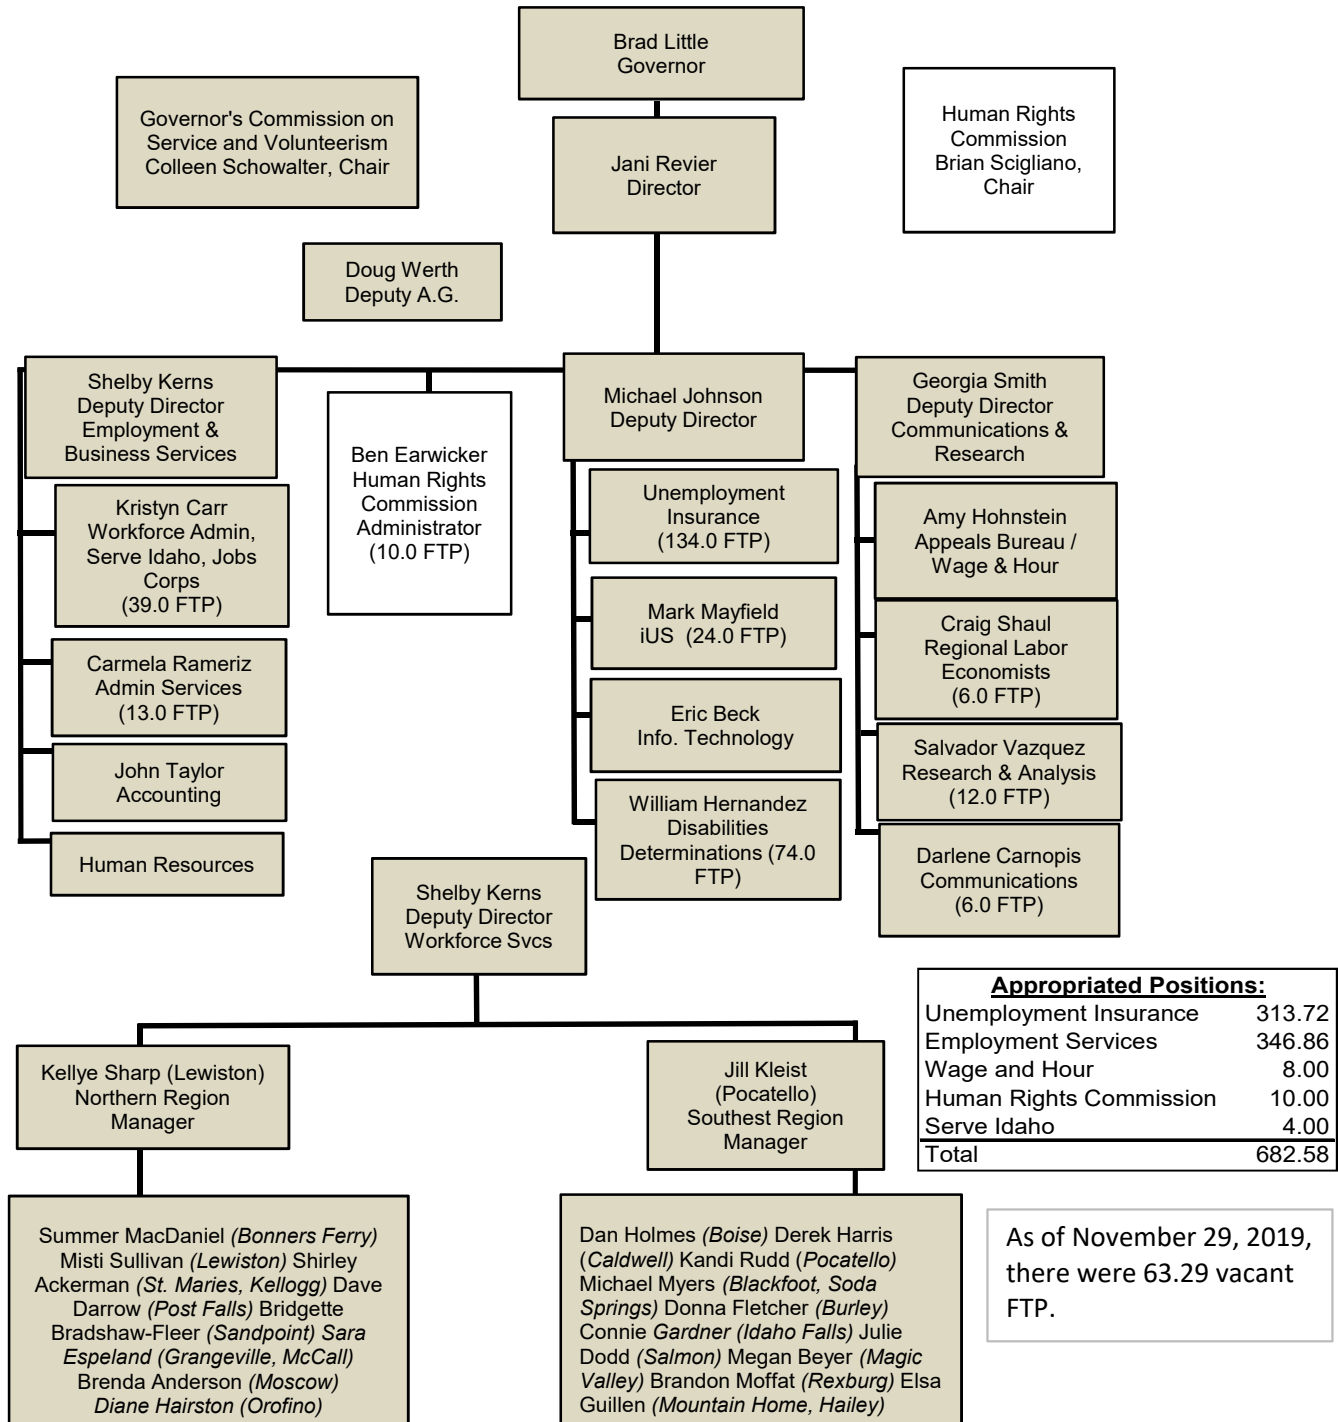 Brad Little
Governor
Governor's Commission on
Service and Volunteerism
Colleen Schowalter, Chair
Jani Revier
Director
Human Rights
Commission
Brian Scigliano,
Chair
Doug Werth
Deputy A.G.
Shelby Kerns
Deputy Director
Employment &
Business Services
Ben Earwicker
Human Rights
Commission
Administrator
(10.0 FTP)
Michael Johnson
Deputy Director
Georgia Smith
Deputy Director
Communications &
Research
Kristyn Carr
Workforce Admin,
Serve Idaho, Jobs
Corps
(39.0 FTP)
Carmela Rameriz
Admin Services
(13.0 FTP)
John Taylor
Accounting
Human Resources
Unemployment
Insurance
(134.0 FTP)
Mark Mayfield
iUS (24.0 FTP)
Eric Beck
Info. Technology
William Hernandez
Disabilities
Determinations (74.0
FTP)
Amy Hohnstein
Appeals Bureau /
Wage & Hour
Craig Shaul
Regional Labor
Economists
(6.0 FTP)
Salvador Vazquez
Research & Analysis
(12.0 FTP)
Darlene Carnopis
Communications
(6.0 FTP)
Shelby Kerns
Deputy Director
Workforce Svcs
Kellye Sharp (Lewiston)
Northern Region
Manager
Jill Kleist
(Pocatello)
Southest Region
Manager
Appropriated Positions:
Unemployment Insurance 313.72
Employment Services 346.86
Wage and Hour 8.00
Human Rights Commission 10.00
Serve Idaho 4.00
Total 682.58
Summer MacDaniel (Bonners Ferry)
Misti Sullivan (Lewiston) Shirley
Ackerman (St. Maries, Kellogg) Dave
Darrow (Post Falls) Bridgette
Bradshaw-Fleer (Sandpoint) Sara
Espeland (Grangeville, McCall)
Brenda Anderson (Moscow)
Diane Hairston (Orofino)
Dan Holmes (Boise) Derek Harris
(Caldwell) Kandi Rudd (Pocatello)
Michael Myers (Blackfoot, Soda
Springs) Donna Fletcher (Burley)
Connie Gardner (Idaho Falls) Julie
Dodd (Salmon) Megan Beyer (Magic
Valley) Brandon Moffat (Rexburg) Elsa
Guillen (Mountain Home, Hailey)
As of November 29, 2019,
there were 63.29 vacant
FTP.